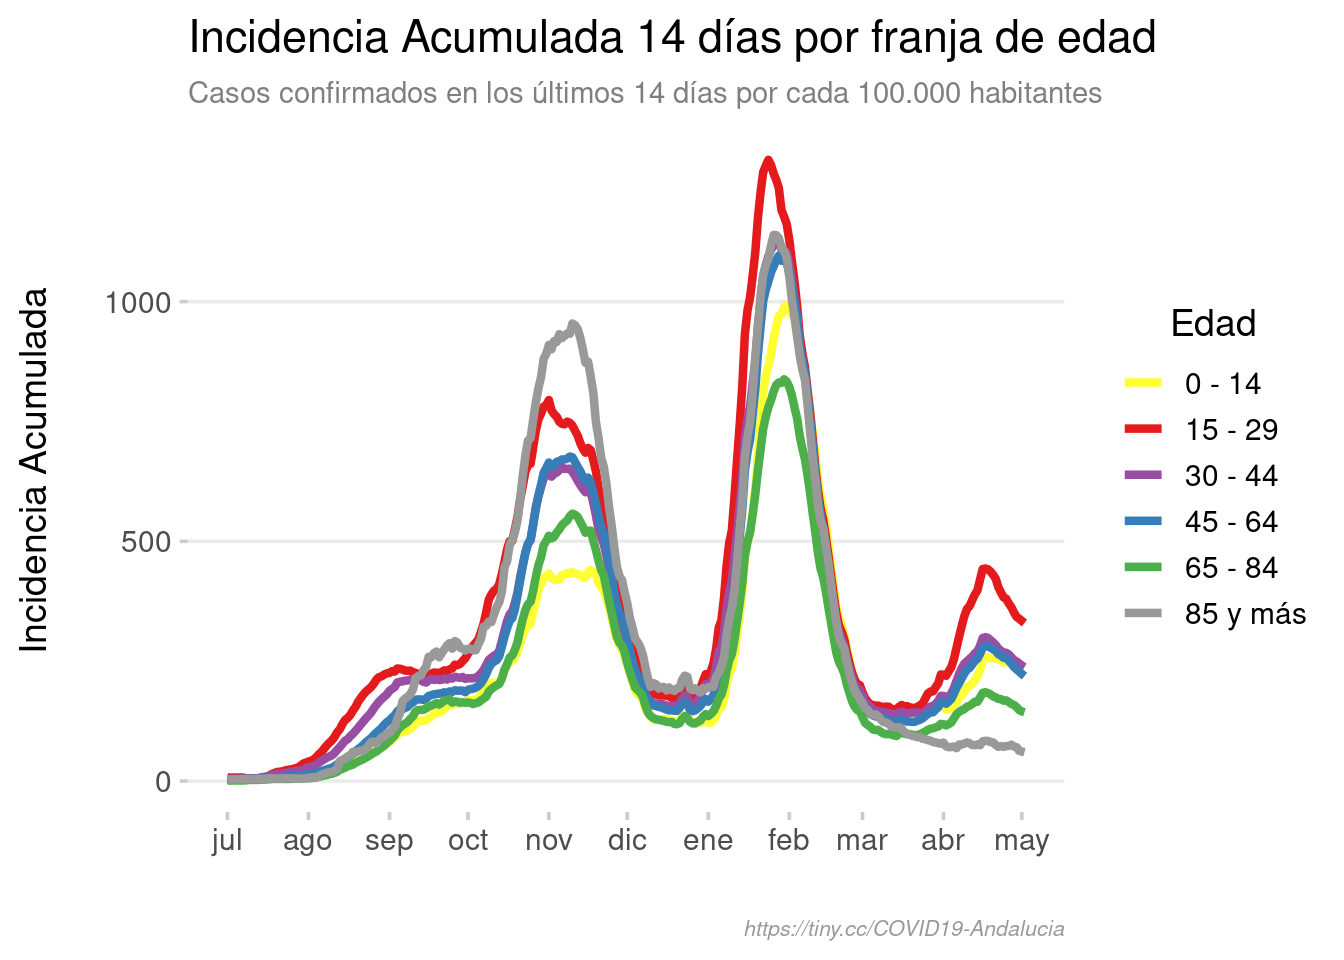 Incidencia Acumulada 14 días por franja de edad
Casos confirmados en los últimos 14 días por cada 100.000 habitantes
Incidencia Acumulada
1000
500
0
jul ago sep oct nov dic ene feb mar abr may
Edad
0 - 14
15 - 29
30 - 44
45 - 64
65 - 84
85 y más
https://tiny.cc/COVID19-Andalucia